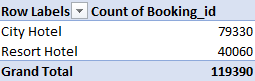 Row Labels Count of Booking_id
City Hotel 79330
Resort Hotel 40060
Grand Total 119390